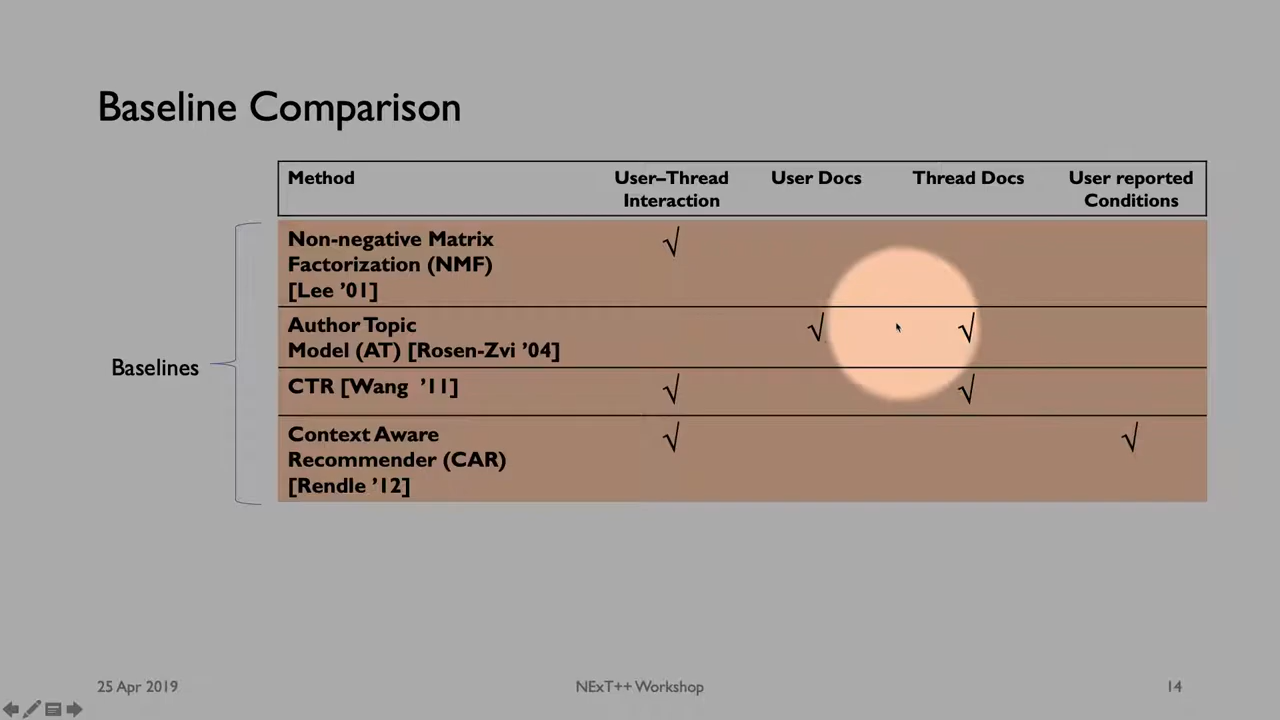 Baseline Comparison
Method User–Thread Interaction User Docs Thread Docs User reported Conditions
Non-negative Matrix √
Factorization (NMF)
[Lee ’01]
Author Topic √ √
Model (AT) [Rosen-Zvi ’04]
Baselines
CTR [Wang ’11] √ √
Context Aware √ √
Recommender (CAR)
[Rendle ’12]
25 Apr 2019 NExT++ Workshop 14